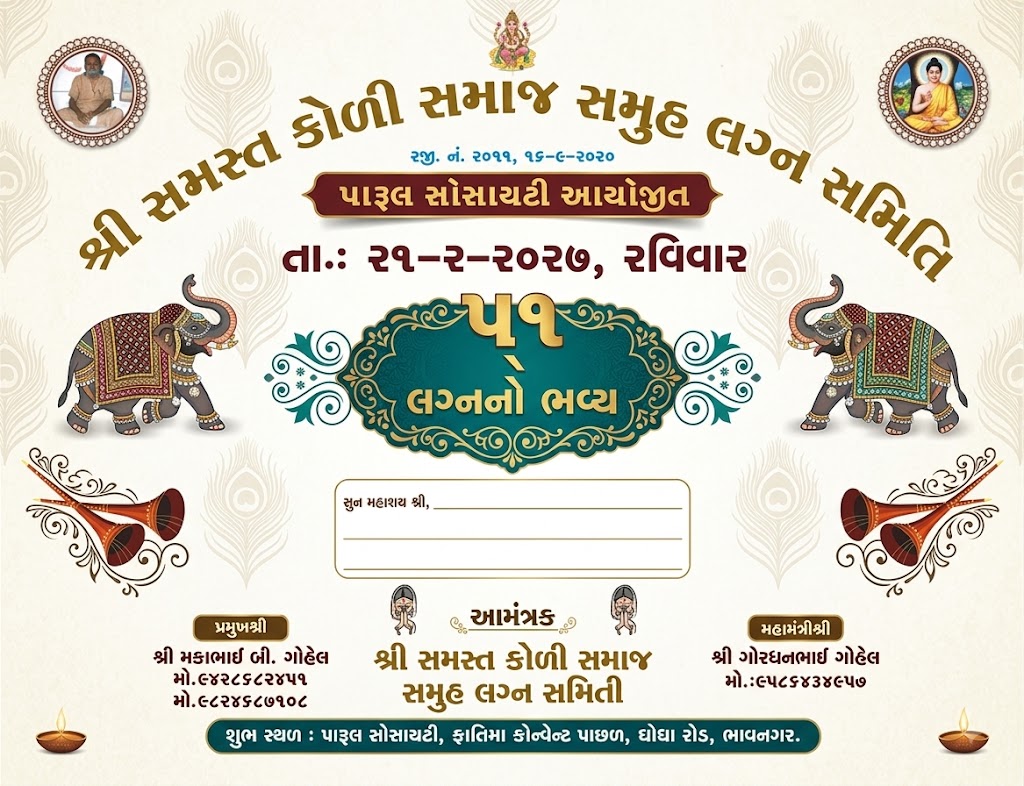 શ્રી સમસ્ત કોળી સમાજ સમુહ લગ્ન સમિતિ
રજી. નં. ૨૦૧૧, ૧૬-૯-૨૦૨૦
પારૂલ સોસાયટી આયોજીત
તા.: ૨૧-૨-૨૦૨૭, રવિવાર
૫૧
લગ્નનો ભવ્ય
સુન મહાશય શ્રી,
આમંત્રક
શ્રી સમસ્ત કોળી સમાજ
સમુહ લગ્ન સમિતી
પ્રમુખશ્રી
શ્રી મકાભાઈ બી. ગોહેલ
મો.૯૪૨૮૬૮૨૪૫૧
મો.૯૮૨૪૬૮૭૧૦૮
મહામંત્રીશ્રી
શ્રી ગોરધનભાઈ ગોહેલ
મો.:૯૫૮૬૪૩૪૯૫૭
શુભ સ્થળ : પારૂલ સોસાયટી, ફાતિમા કોન્વેન્ટ પાછળ, ઘોઘા રોડ, ભાવનગર.